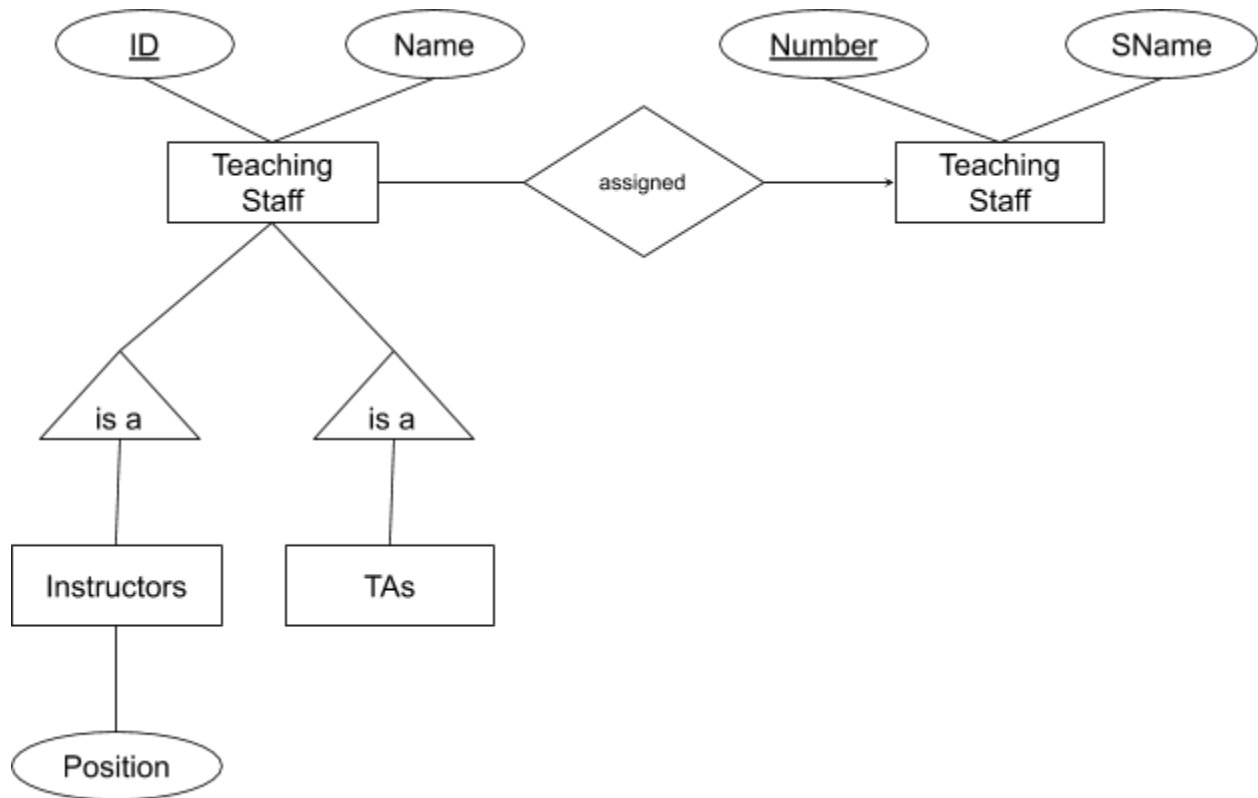 ID
Name
Number
SName
Teaching
Staff
assigned
Teaching
Staff
is a
is a
Instructors
TAs
Position